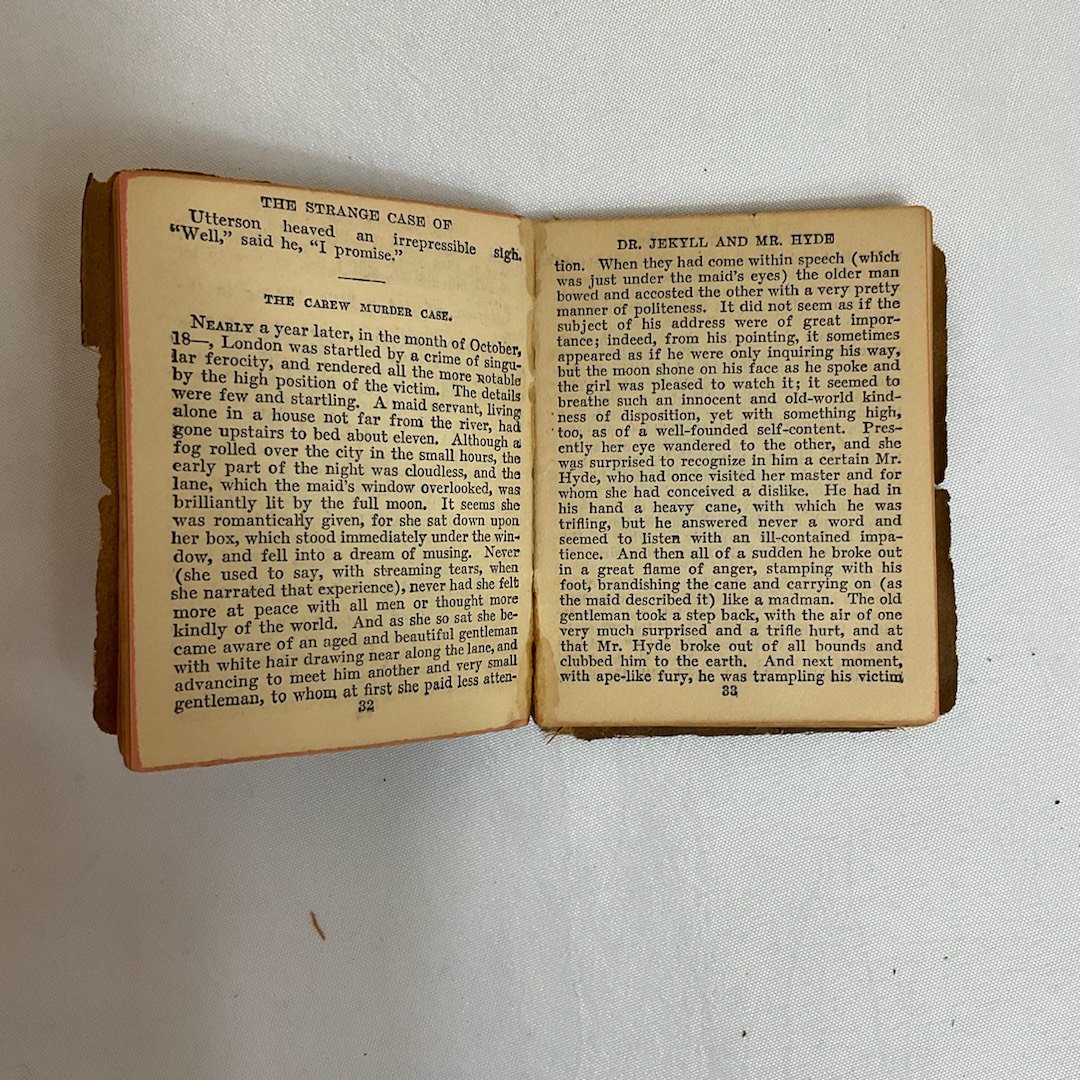 THE STRANGE CASE OF
Utterson heaved an irrepressible sigh.
“Well,” said he, “I promise.”
THE CAREW MURDER CASE.
NEARLY a year later, in the month of October,
18—, London was startled by a crime of singu-
lar ferocity, and rendered all the more notable
by the high position of the victim. The details
were few and startling. A maid servant, living
alone in a house not far from the river, had
gone upstairs to bed about eleven. Although a
fog rolled over the city in the small hours, the
early part of the night was cloudless, and the
lane, which the maid’s window overlooked, was
brilliantly lit by the full moon. It seems she
was romantically given, for she sat down upon
her box, which stood immediately under the win-
dow, and fell into a dream of musing. Never
(she used to say, with streaming tears, when
she narrated that experience), never had she felt
more at peace with all men or thought more
kindly of the world. And as she so sat she be-
came aware of an aged and beautiful gentleman
with white hair drawing near along the lane, and
advancing to meet him another and very small
gentleman, to whom at first she paid less atten-
32
DR. JEKYLL AND MR. HYDE
tion. When they had come within speech (which
was just under the maid’s eyes) the older man
bowed and accosted the other with a very pretty
manner of politeness. It did not seem as if the
subject of his address were of great impor-
tance; indeed, from his pointing, it sometimes
appeared as if he were only inquiring his way,
but the moon shone on his face as he spoke and
the girl was pleased to watch it; it seemed to
breathe such an innocent and old-world kind-
ness of disposition, yet with something high,
too, as of a well-founded self-content. Pres-
ently her eye wandered to the other, and she
was surprised to recognize in him a certain Mr.
Hyde, who had once visited her master and for
whom she had conceived a dislike. He had in
his hand a heavy cane, with which he was
trifling, but he answered never a word and
seemed to listen with an ill-contained impa-
tience. And then all of a sudden he broke out
in a great flame of anger, stamping with his
foot, brandishing the cane and carrying on (as
the maid described it) like a madman. The old
gentleman took a step back, with the air of one
very much surprised and a trifle hurt, and at
that Mr. Hyde broke out of all bounds and
clubbed him to the earth. And next moment,
with ape-like fury, he was trampling his victim
33